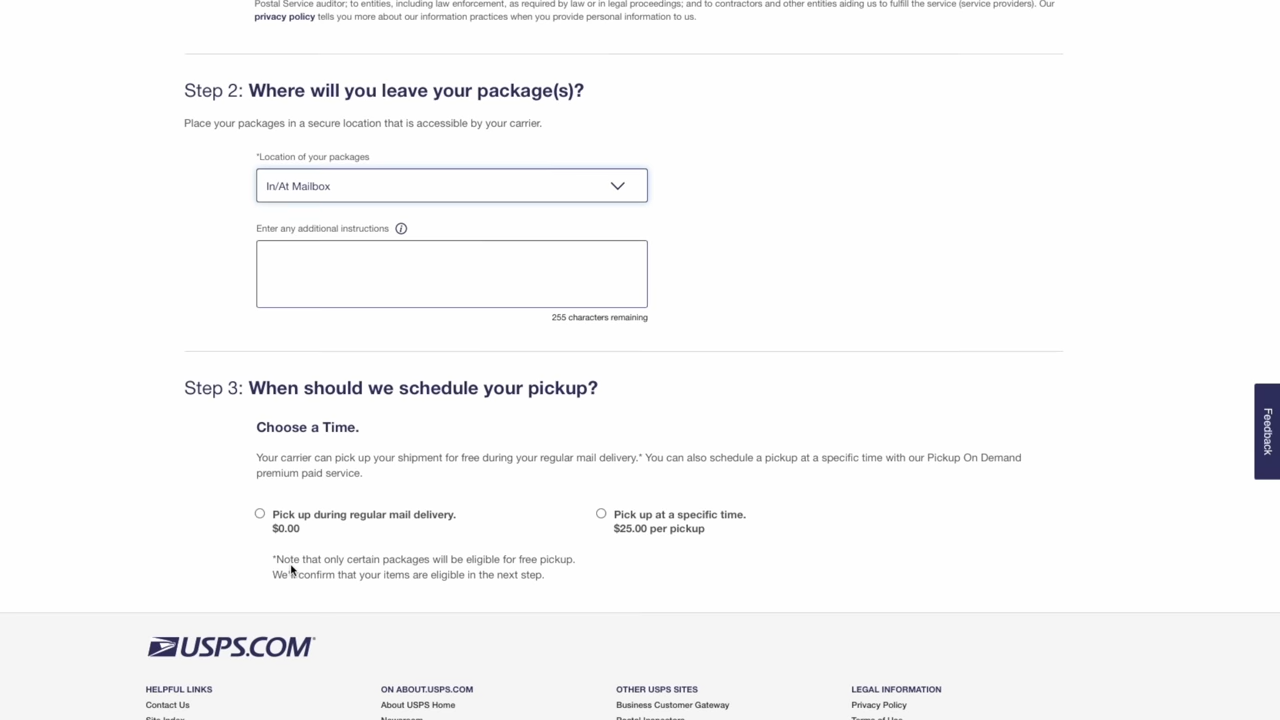 Postal Service auditor; to entities, including law enforcement, as required by law or in legal proceedings; and to contractors and other entities aiding us to fulfill the service (service providers). Our
privacy policy tells you more about our information practices when you provide personal information to us.
Step 2: Where will you leave your package(s)?
Place your packages in a secure location that is accessible by your carrier.
*Location of your packages
In/At Mailbox
Enter any additional instructions
255 characters remaining
Step 3: When should we schedule your pickup?
Choose a Time.
Your carrier can pick up your shipment for free during your regular mail delivery.* You can also schedule a pickup at a specific time with our Pickup On Demand
premium paid service.
Pick up during regular mail delivery.
$0.00
Pick up at a specific time.
$25.00 per pickup
*Note that only certain packages will be eligible for free pickup.
We'll confirm that your items are eligible in the next step.
Feedback
USPS.COM
HELPFUL LINKS
Contact Us
Site Index
ON ABOUT.USPS.COM
About USPS Home
Newsroom
OTHER USPS SITES
Business Customer Gateway
Postal Inspectors
LEGAL INFORMATION
Privacy Policy
Terms of Use